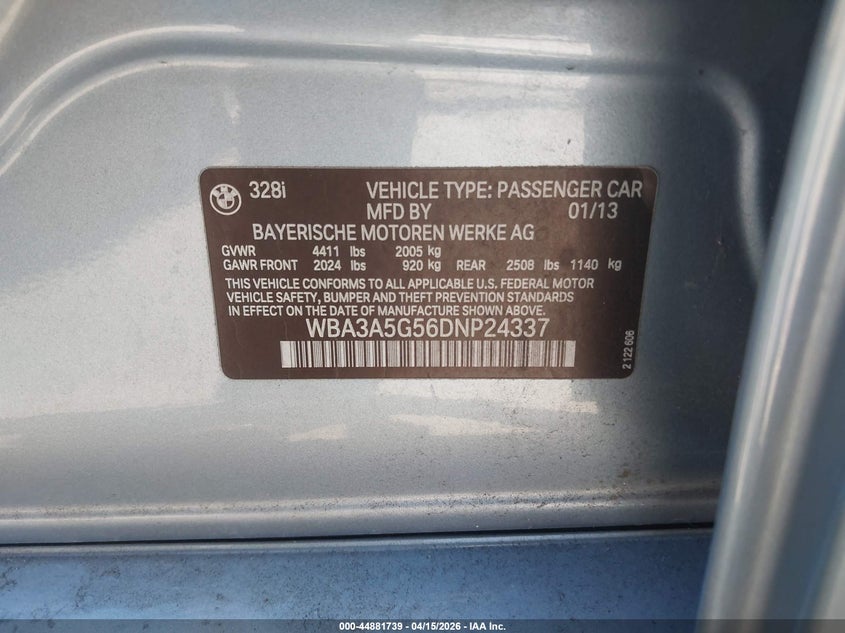 328i VEHICLE TYPE: PASSENGER CAR
MFD BY 01/13
BAYERISCHE MOTOREN WERKE AG
GVWR 4411 lbs 2005 kg
GAWR FRONT 2024 lbs 920 kg REAR 2508 lbs 1140 kg
THIS VEHICLE CONFORMS TO ALL APPLICABLE U.S. FEDERAL MOTOR
VEHICLE SAFETY, BUMPER AND THEFT PREVENTION STANDARDS
IN EFFECT ON THE DATE OF MANUFACTURE SHOWN ABOVE.
WBA3A5G56DNP24337
2 122 606
000-44881739 - 04/15/2026 - IAA Inc.